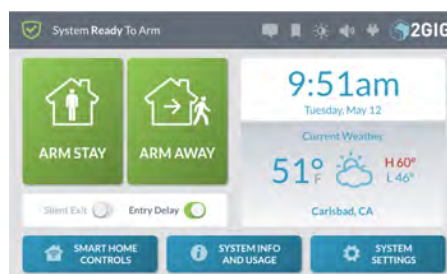 System Ready To Arm
2GIG
ARM STAY
ARM AWAY
Silent Exit
Entry Delay
9:51am
Tuesday, May 12
Current Weather
51° F
H 60°
L 46°
Carlsbad, CA
SMART HOME
CONTROLS
SYSTEM INFO
AND USAGE
SYSTEM
SETTINGS